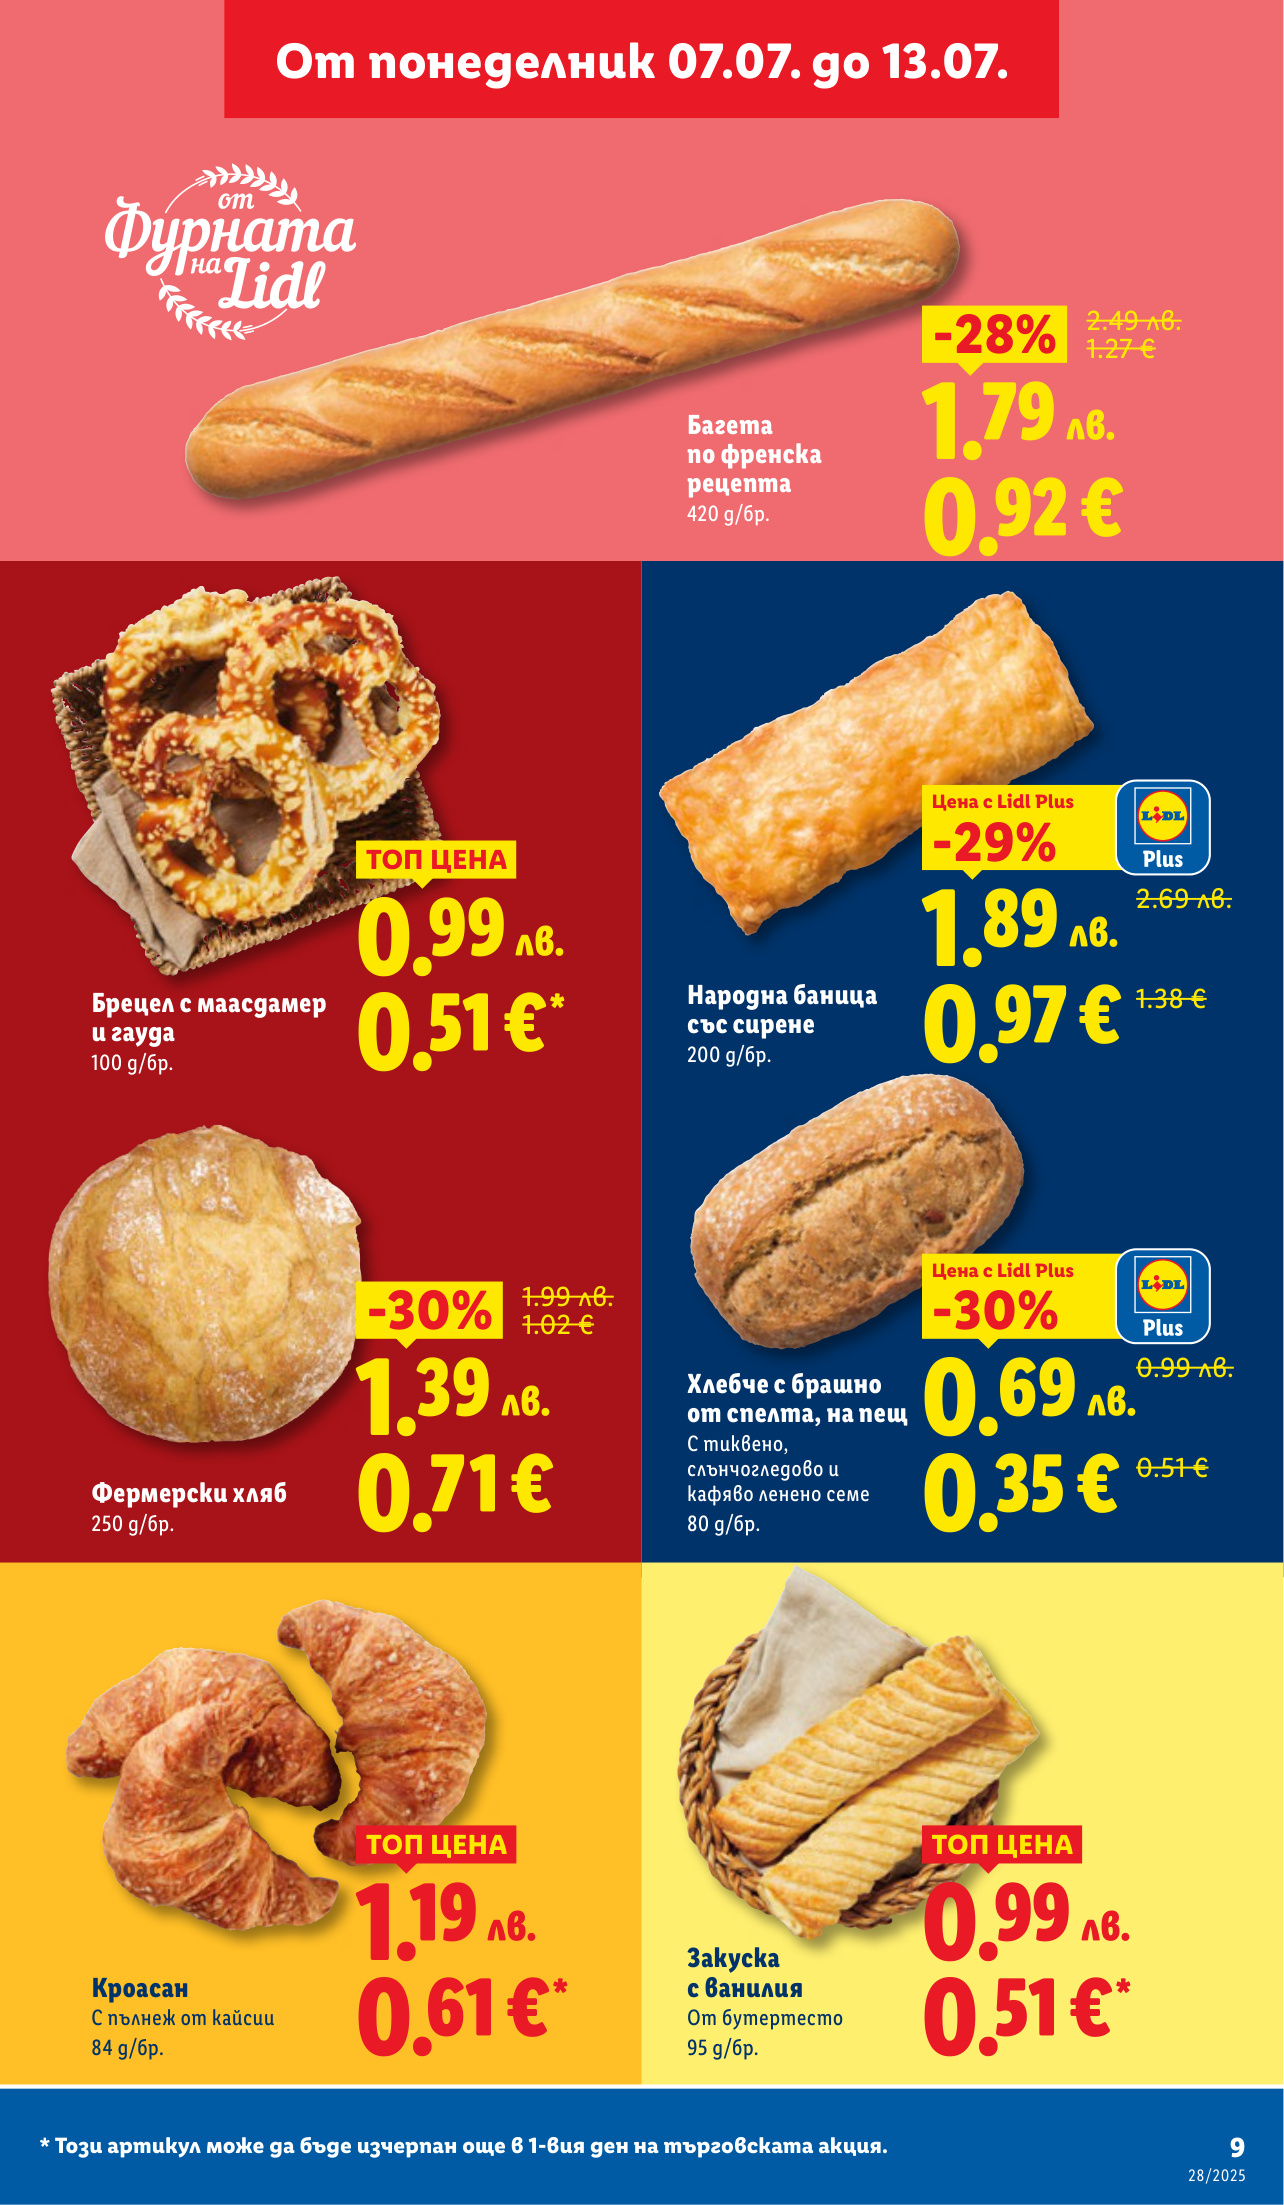 От понеделник 07.07. до 13.07.
от
Фурната
на Lidl
-28%
2.49 лв.
1.27 €
1.79 лв.
0.92 €
Багета
по френска
рецепта
420 g/бр.
ТОП ЦЕНА
0.99 лв.
0.51 €*
Брецел с маасдамер
и гауда
100 g/бр.
Цена с Lidl Plus
-29%
LIDL
Plus
2.69 лв.
1.89 лв.
0.97 €
1.38 €
Народна баница
със сирене
200 g/бр.
-30%
1.99 лв.
1.02 €
1.39 лв.
0.71 €
Фермерски хляб
250 g/бр.
Цена с Lidl Plus
-30%
LIDL
Plus
0.99 лв.
0.69 лв.
0.35 €
0.51 €
Хлебче с брашно
от спелта, на пещ
С тиквено,
слънчогледово и
кафяво ленено семе
80 g/бр.
ТОП ЦЕНА
1.19 лв.
0.61 €*
Кроасан
С пълнеж от кайсии
84 g/бр.
ТОП ЦЕНА
0.99 лв.
0.51 €*
Закуска
с ванилия
От бутертесто
95 g/бр.
* Този артикул може да бъде изчерпан още в 1-вия ден на търговската акция.
9
28/2025